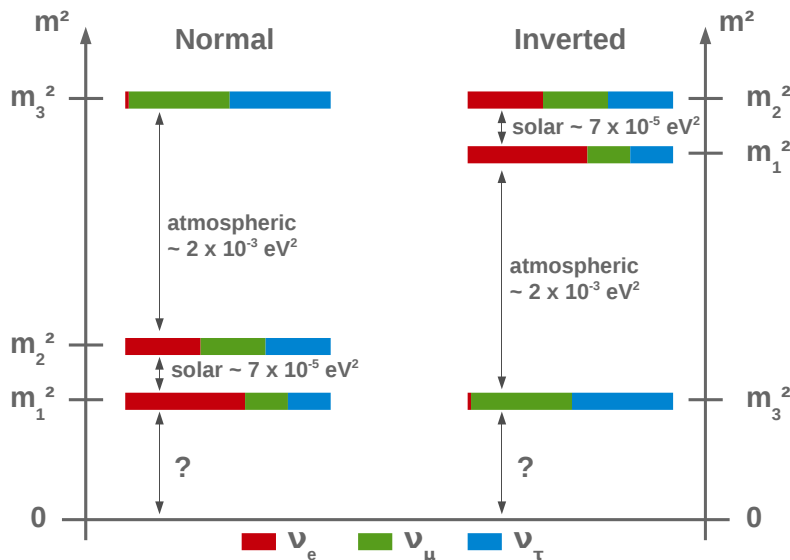 m²
Normal
Inverted
m²
m₃²
m₂²
solar ~ 7 x 10⁻⁵ eV²
m₁²
atmospheric
~ 2 x 10⁻³ eV²
atmospheric
~ 2 x 10⁻³ eV²
m₂²
solar ~ 7 x 10⁻⁵ eV²
m₁²
m₃²
?
?
0
0
νₑ
ν_μ
ν_τ